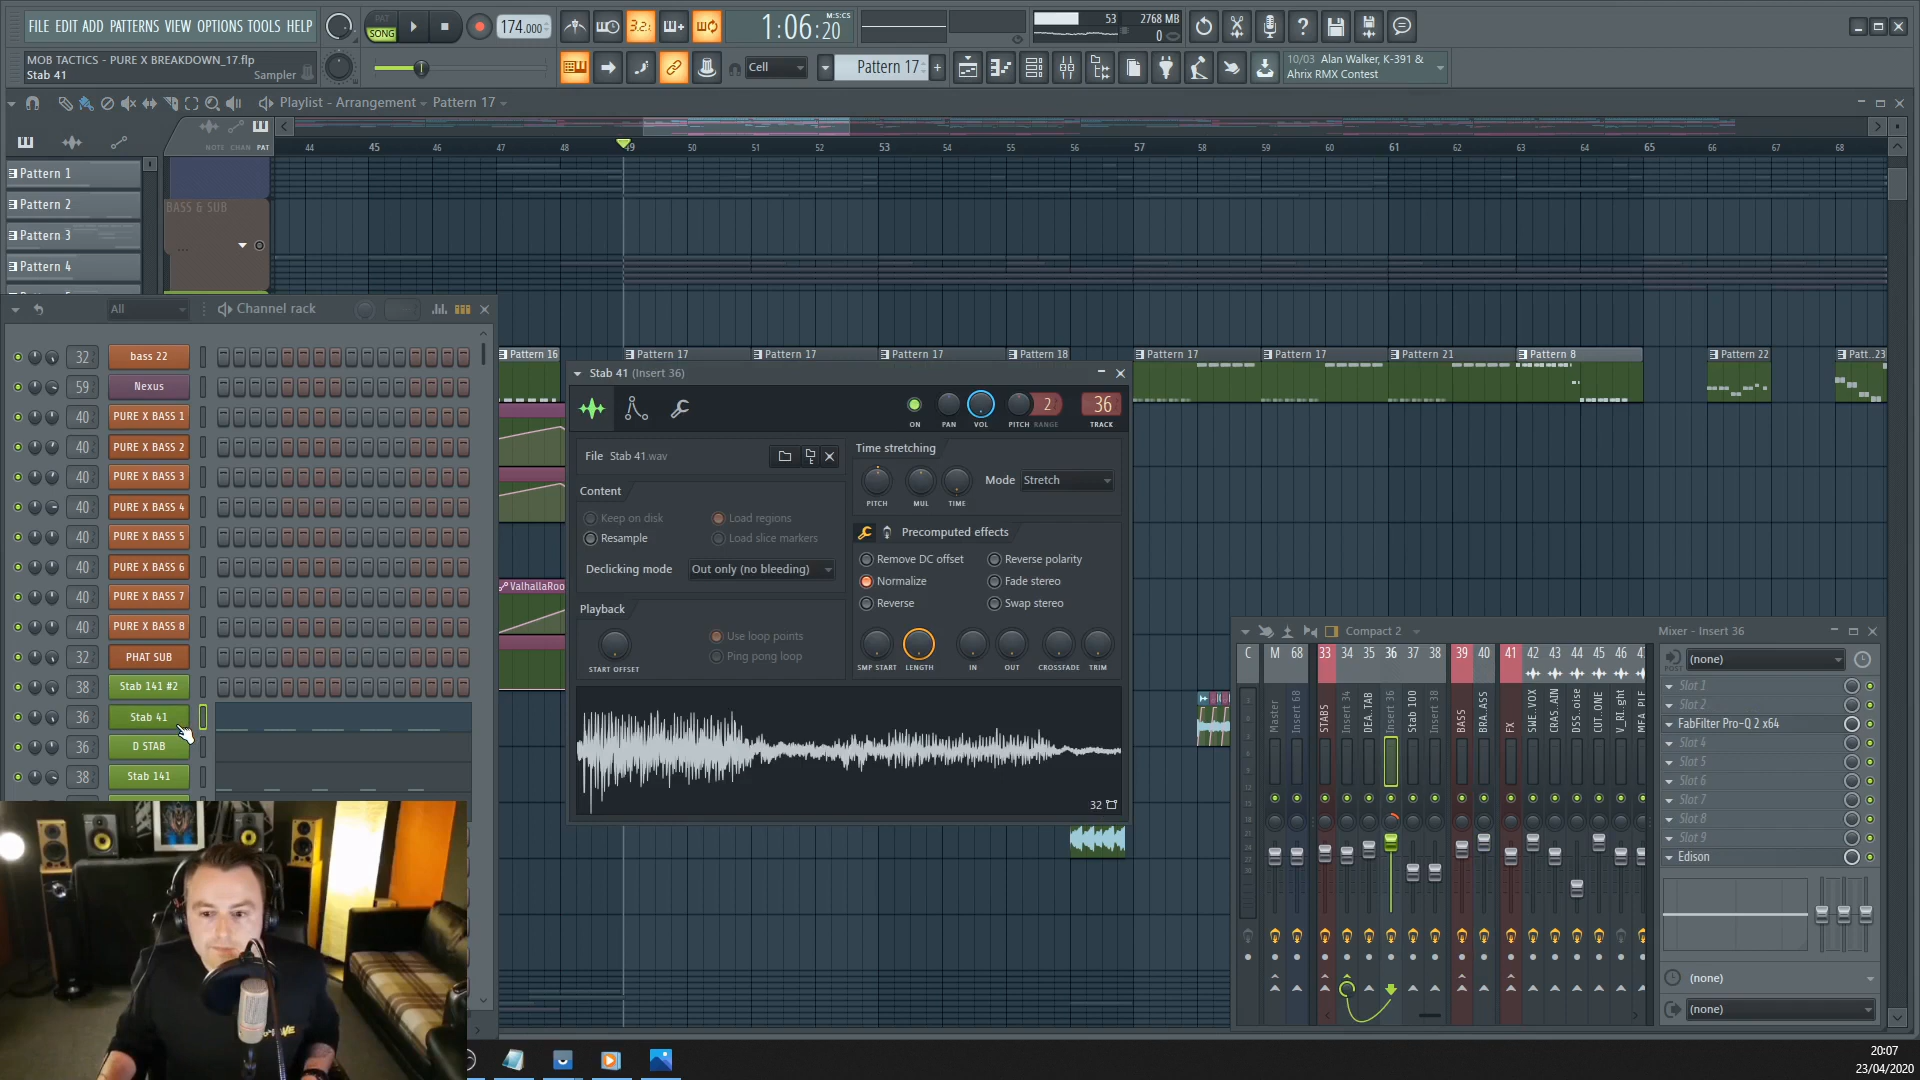 FILE EDIT ADD PATTERNS VIEW OPTIONS TOOLS HELP
PAT
SONG
174.000
3.2.
1:06:20
M:S:CS
53
2768 MB
0
MOB TACTICS - PURE X BREAKDOWN_17.flp
Stab 41
Sampler
Cell
Pattern 17
10/03 Alan Walker, K-391 &
Ahrix RMX Contest
Playlist - Arrangement
Pattern 17
NOTE CHAN PAT
44 45 46 47 48 49 50 51 52 53 54 55 56 57 58 59 60 61 62 63 64 65 66 67 68
Pattern 1
Pattern 2
Pattern 3
Pattern 4
BASS & SUB
...
All
Channel rack
32 bass 22
59 Nexus
40 PURE X BASS 1
40 PURE X BASS 2
40 PURE X BASS 3
40 PURE X BASS 4
40 PURE X BASS 5
40 PURE X BASS 6
40 PURE X BASS 7
40 PURE X BASS 8
32 PHAT SUB
38 Stab 141 #2
36 Stab 41
36 D STAB
38 Stab 141
Pattern 16
Pattern 17
Pattern 17
Pattern 17
Pattern 18
Pattern 17
Pattern 17
Pattern 21
Pattern 8
Pattern 22
Patt..23
ValhallaRoo
Stab 41 (Insert 36)
ON PAN VOL PITCH RANGE TRACK
2
36
File Stab 41.wav
Content
Keep on disk
Load regions
Resample
Load slice markers
Declicking mode
Out only (no bleeding)
Playback
Use loop points
Ping pong loop
START OFFSET
Time stretching
PITCH MUL TIME
Mode Stretch
Precomputed effects
Remove DC offset
Reverse polarity
Normalize
Fade stereo
Reverse
Swap stereo
SMP START LENGTH IN OUT CROSSFADE TRIM
32
Compact 2
Mixer - Insert 36
C M 33 34 35 36 37 38 39 40 41 42 43 44 45 46
Master
Insert 68
STABS
Insert 34
DEA..TAB
Insert 36
Stab 100
Insert 38
BASS
BRA..ASS
FX
SWE..VOX
CRAS..AIN
DSS..oise
CUT..ONE
V_RI..ght
(none)
Slot 1
Slot 2
FabFilter Pro-Q 2 x64
Slot 4
Slot 5
Slot 6
Slot 7
Slot 8
Slot 9
Edison
(none)
(none)
20:07
23/04/2020